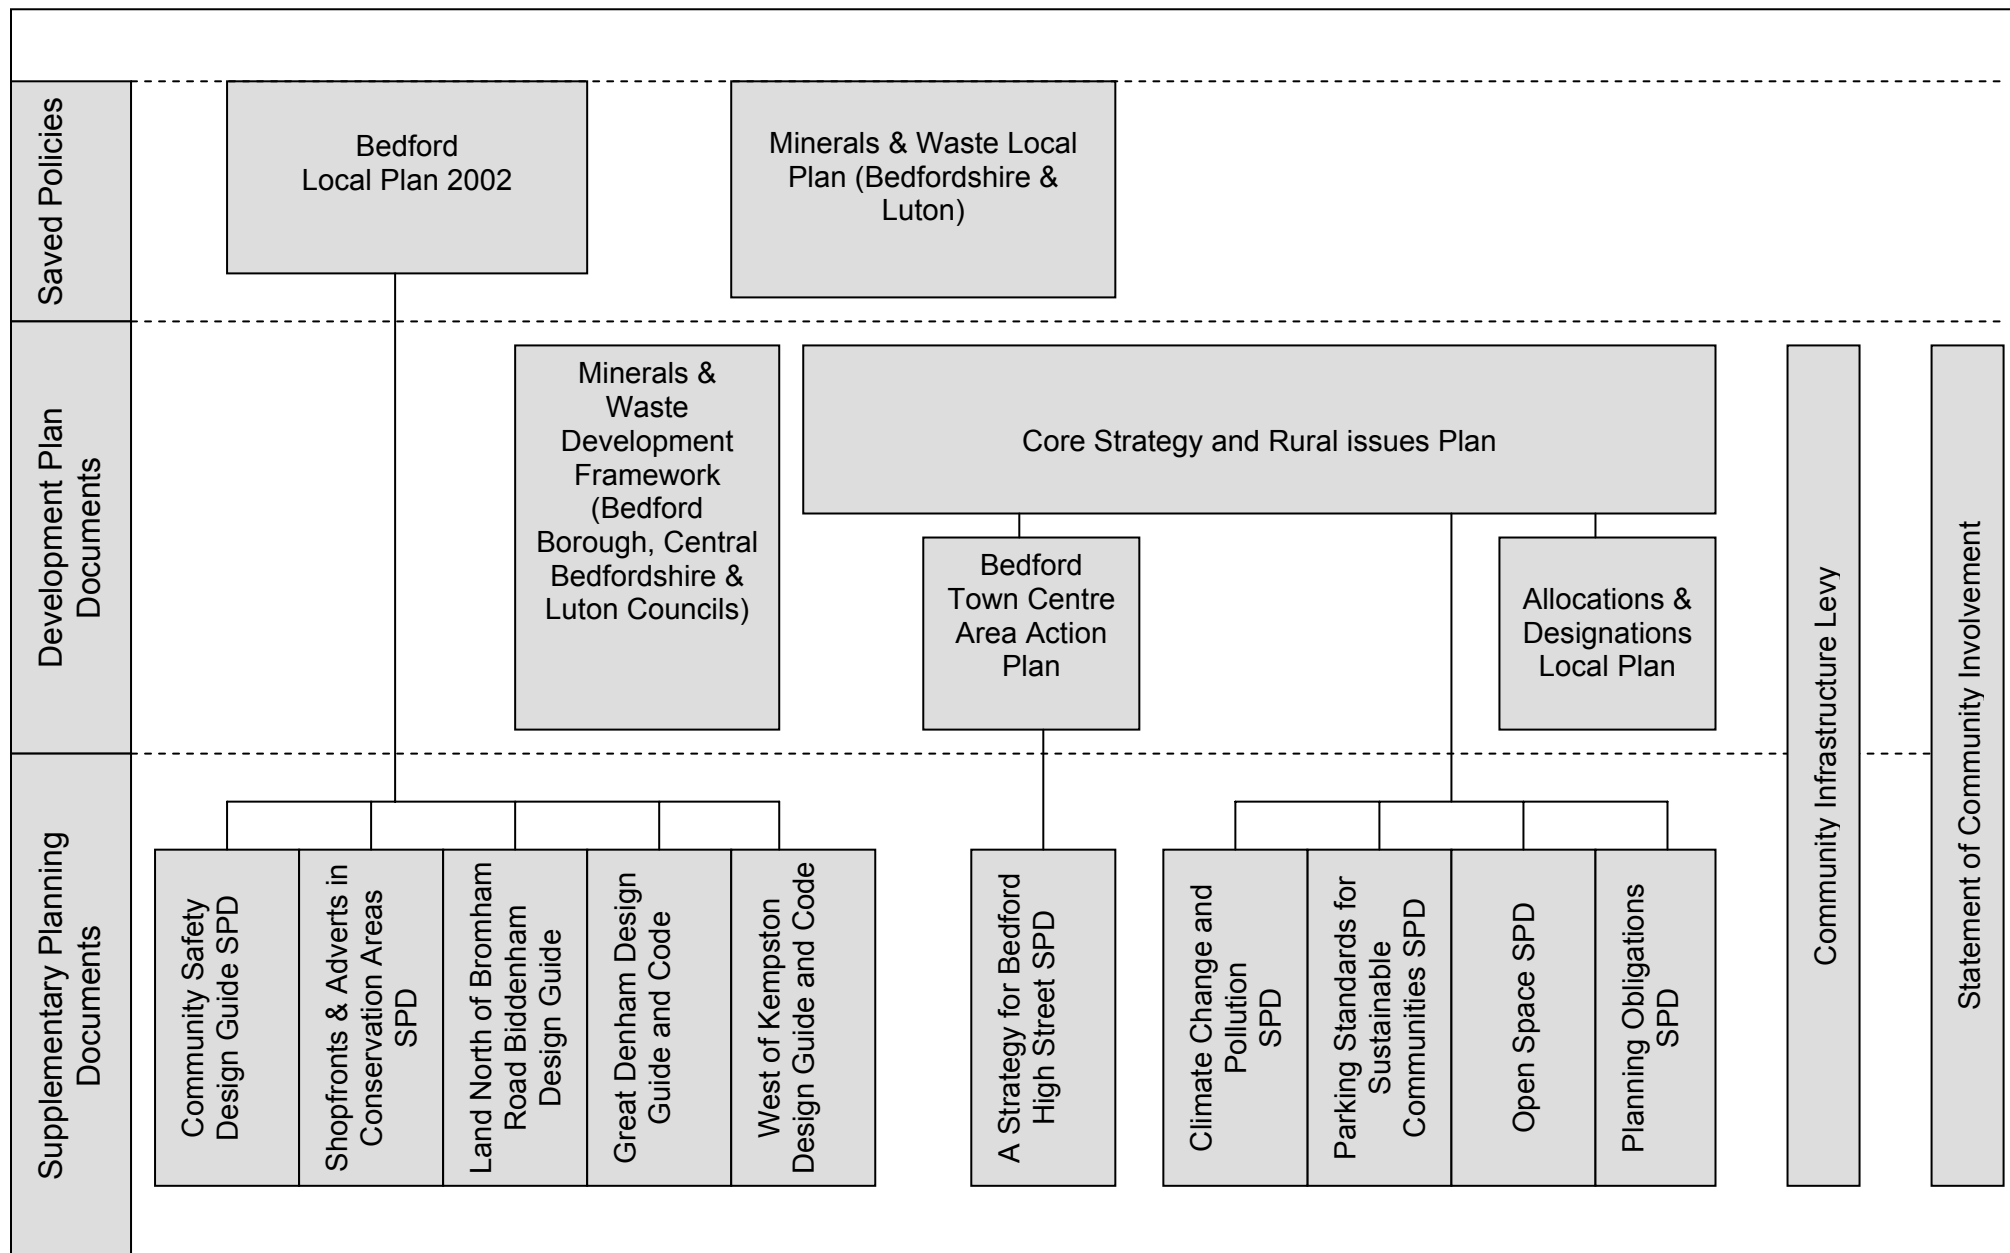 Saved Policies
Bedford
Local Plan 2002
Minerals & Waste Local
Plan (Bedfordshire &
Luton)
Development Plan
Documents
Minerals &
Waste
Development
Framework
(Bedford
Borough, Central
Bedfordshire &
Luton Councils)
Core Strategy and Rural issues Plan
Bedford
Town Centre
Area Action
Plan
Allocations &
Designations
Local Plan
Community Infrastructure Levy
Statement of Community Involvement
Supplementary Planning
Documents
Community Safety
Design Guide SPD
Shopfronts & Adverts in
Conservation Areas
SPD
Land North of Bromham
Road Biddenham
Design Guide
Great Denham Design
Guide and Code
West of Kempston
Design Guide and Code
A Strategy for Bedford
High Street SPD
Climate Change and
Pollution
SPD
Parking Standards for
Sustainable
Communities SPD
Open Space SPD
Planning Obligations
SPD